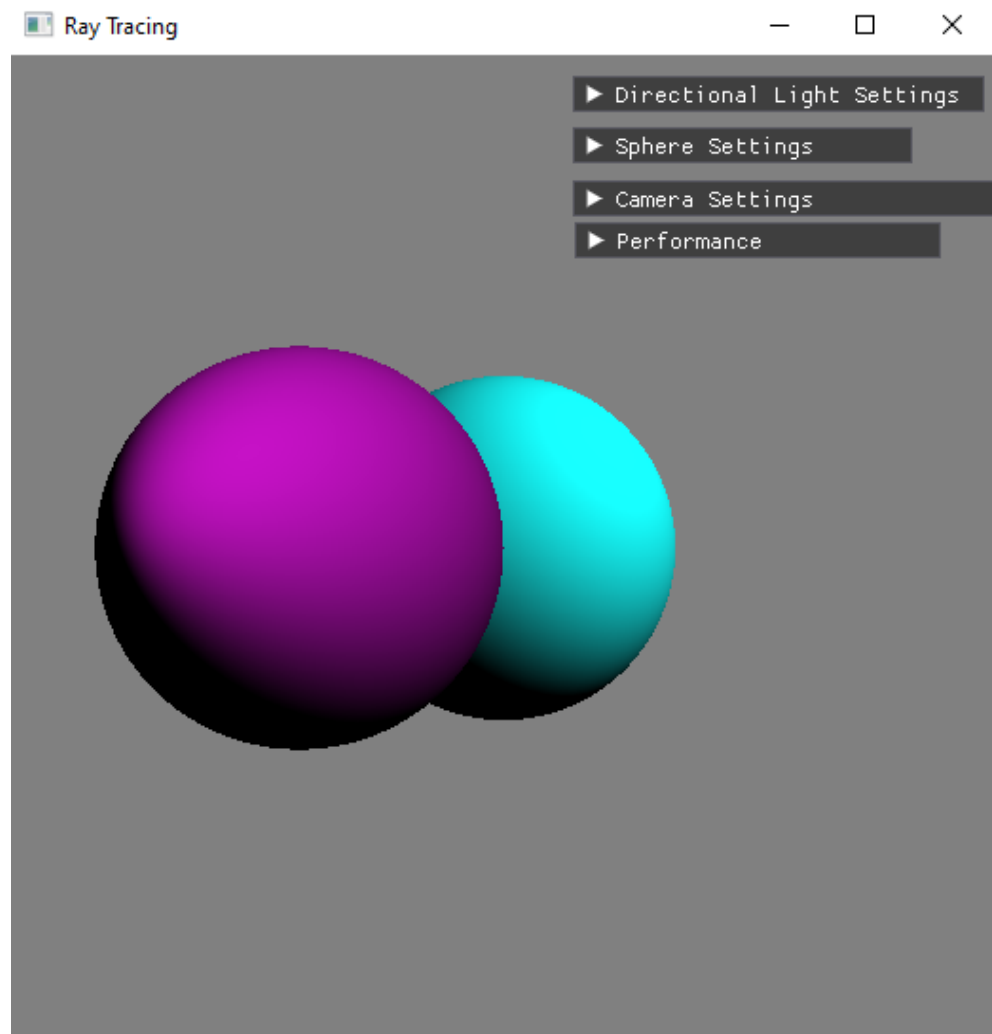 Ray Tracing
Directional Light Settings
Sphere Settings
Camera Settings
Performance